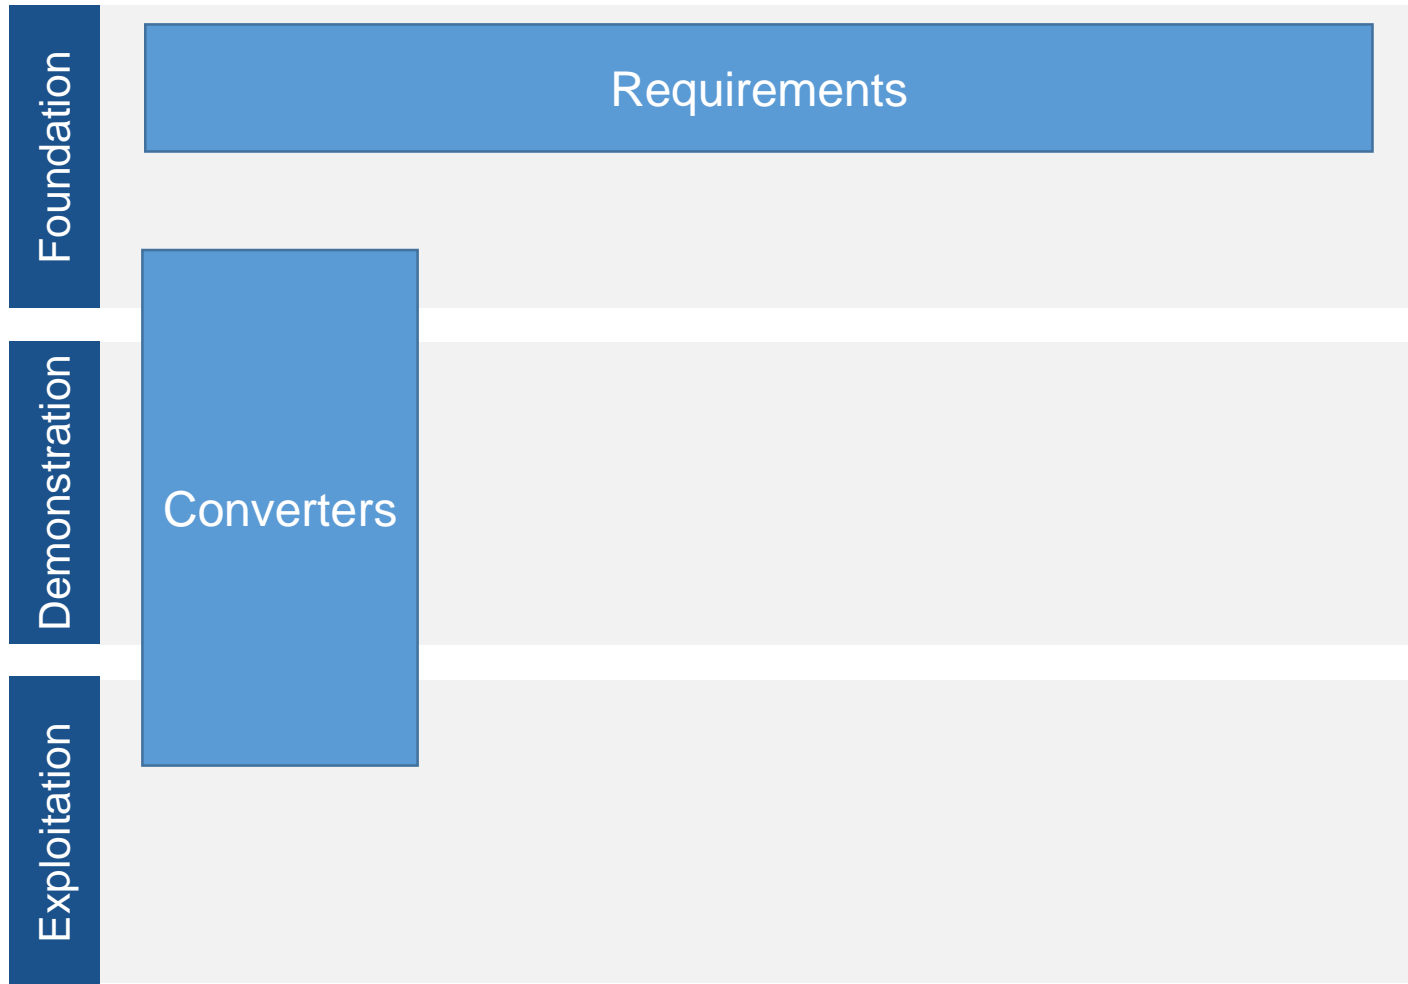 Foundation
Requirements
Demonstration
Converters
Exploitation